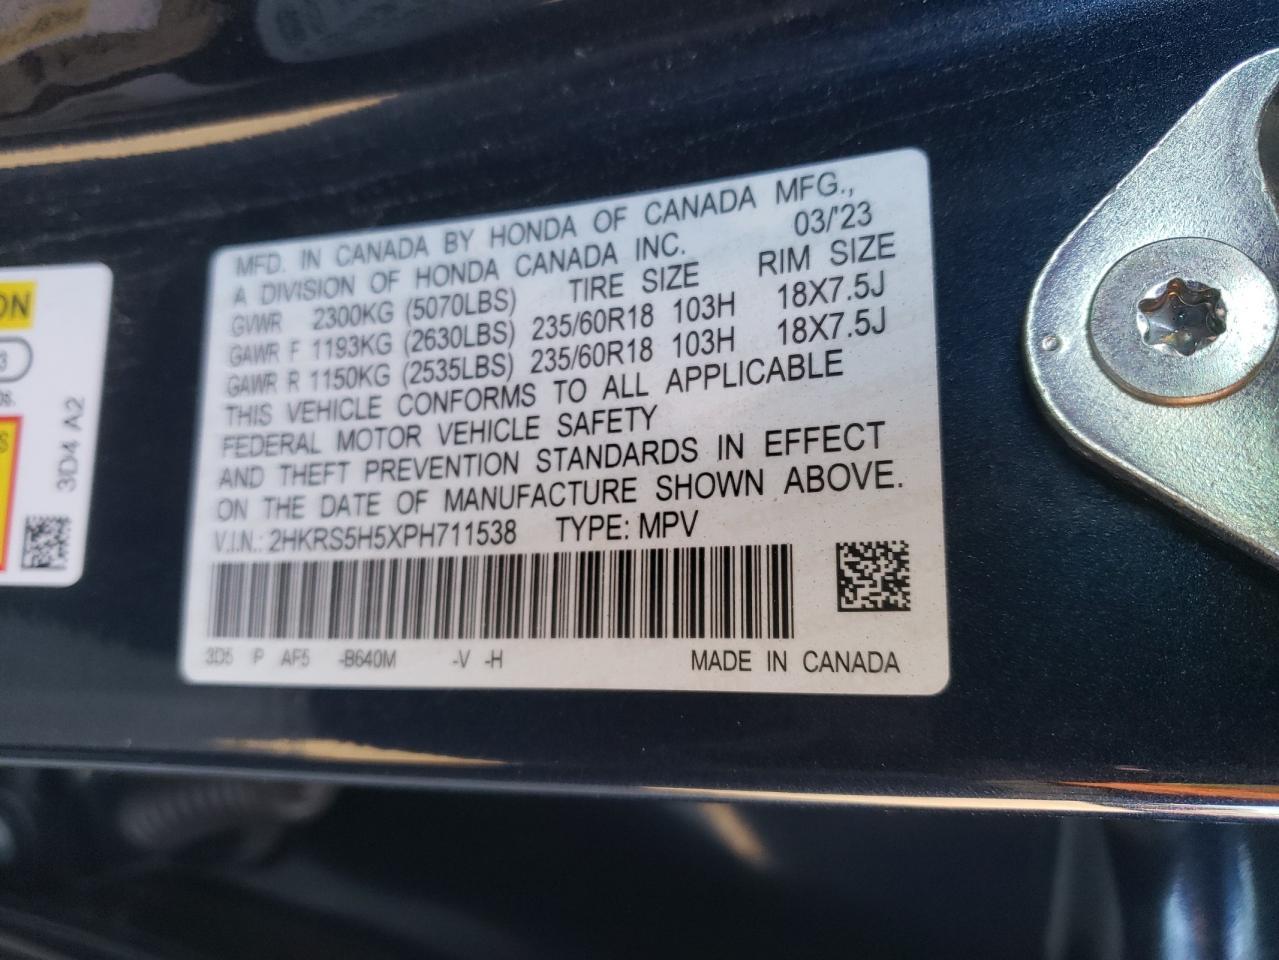 MFD. IN CANADA BY HONDA OF CANADA MFG.,
A DIVISION OF HONDA CANADA INC. 03/'23
GVWR 2300KG (5070LBS) TIRE SIZE RIM SIZE
GAWR F 1193KG (2630LBS) 235/60R18 103H 18X7.5J
GAWR R 1150KG (2535LBS) 235/60R18 103H 18X7.5J
THIS VEHICLE CONFORMS TO ALL APPLICABLE
FEDERAL MOTOR VEHICLE SAFETY
AND THEFT PREVENTION STANDARDS IN EFFECT
ON THE DATE OF MANUFACTURE SHOWN ABOVE.
V.I.N.: 2HKRS5H5XPH711538 TYPE: MPV
3D5 P AF5 -B640M -V -H MADE IN CANADA
3D4 A2